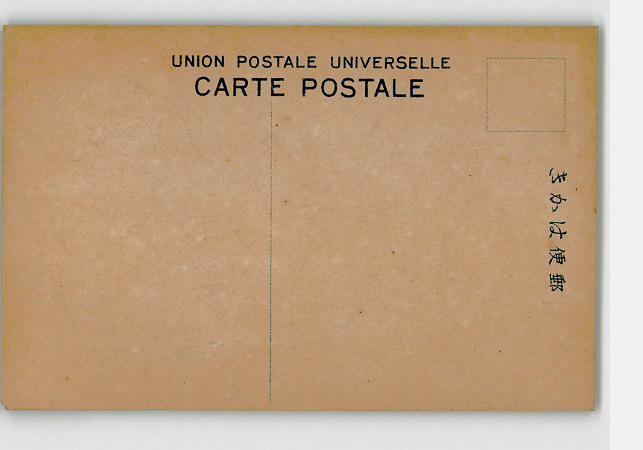 UNION POSTALE UNIVERSELLE
CARTE POSTALE
郵便はかき